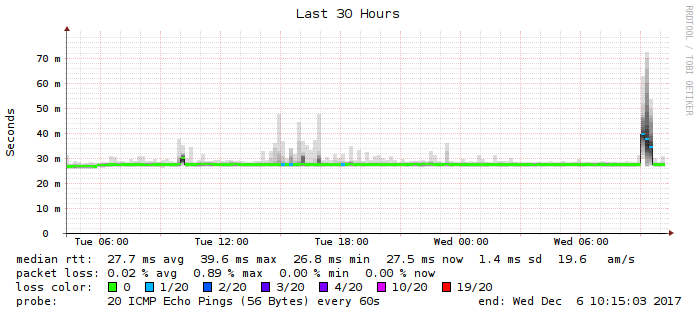 Last 30 Hours
RRDTOOL / TOBI OETIKER
Seconds
70 m
60 m
50 m
40 m
30 m
20 m
10 m
0
Tue 06:00 Tue 12:00 Tue 18:00 Wed 00:00 Wed 06:00
median rtt: 27.7 ms avg 39.6 ms max 26.8 ms min 27.5 ms now 1.4 ms sd 19.6 am/s
packet loss: 0.02 % avg 0.89 % max 0.00 % min 0.00 % now
loss color: 0 1/20 2/20 3/20 4/20 10/20 19/20
probe: 20 ICMP Echo Pings (56 Bytes) every 60s end: Wed Dec 6 10:15:03 2017